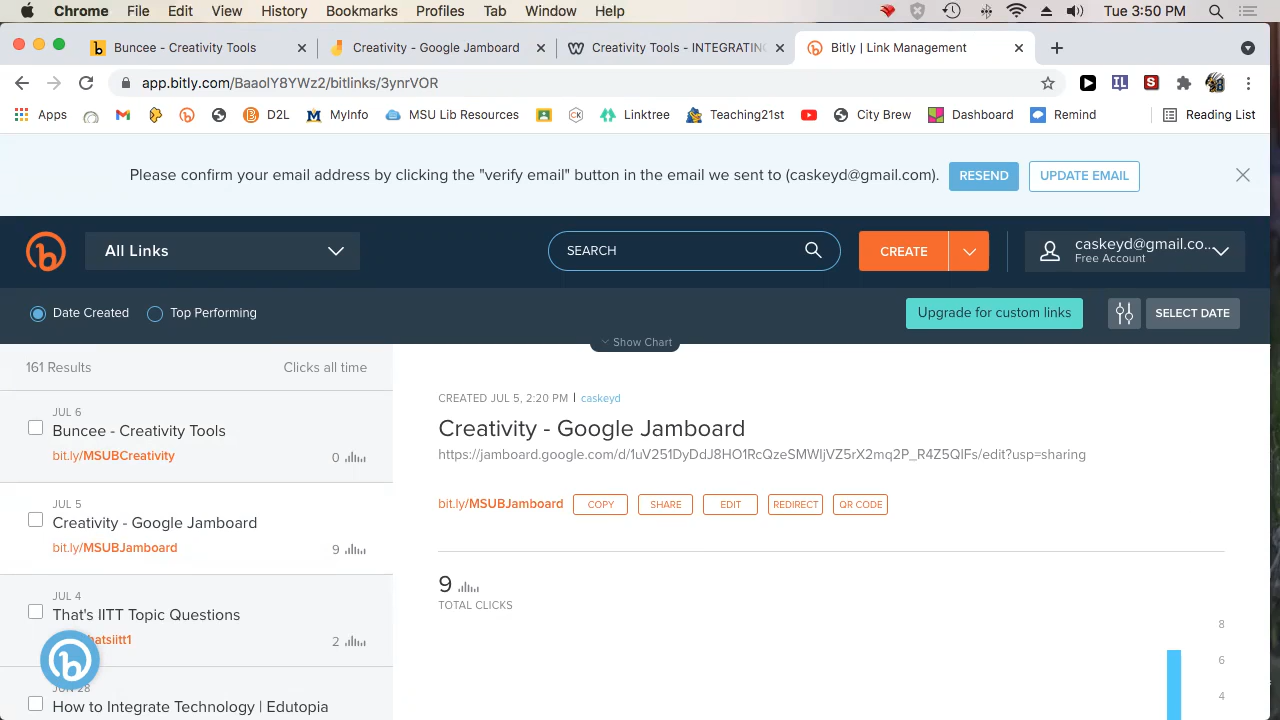 Chrome File Edit View History Bookmarks Profiles Tab Window Help Tue 3:50 PM
Buncee - Creativity Tools
Creativity - Google Jamboard
Creativity Tools - INTEGRATING
Bitly | Link Management
app.bitly.com/BaaolY8YWz2/bitlinks/3ynrVOR
Apps D2L MyInfo MSU Lib Resources Linktree Teaching21st City Brew Dashboard Remind Reading List
Please confirm your email address by clicking the "verify email" button in the email we sent to (caskeyd@gmail.com). RESEND UPDATE EMAIL
All Links
SEARCH
CREATE
caskeyd@gmail.co...
Free Account
Date Created Top Performing
Upgrade for custom links
SELECT DATE
Show Chart
161 Results Clicks all time
JUL 6
Buncee - Creativity Tools
bit.ly/MSUBCreativity 0
JUL 5
Creativity - Google Jamboard
bit.ly/MSUBJamboard 9
JUL 4
That's IITT Topic Questions
hatsiitt1 2
JUN 28
How to Integrate Technology | Edutopia
CREATED JUL 5, 2:20 PM | caskeyd
Creativity - Google Jamboard
https://jamboard.google.com/d/1uV251DyDdJ8HO1RcQzeSMWIjVZ5rX2mq2P_R4Z5QlFs/edit?usp=sharing
bit.ly/MSUBJamboard COPY SHARE EDIT REDIRECT QR CODE
9
TOTAL CLICKS
8
6
4